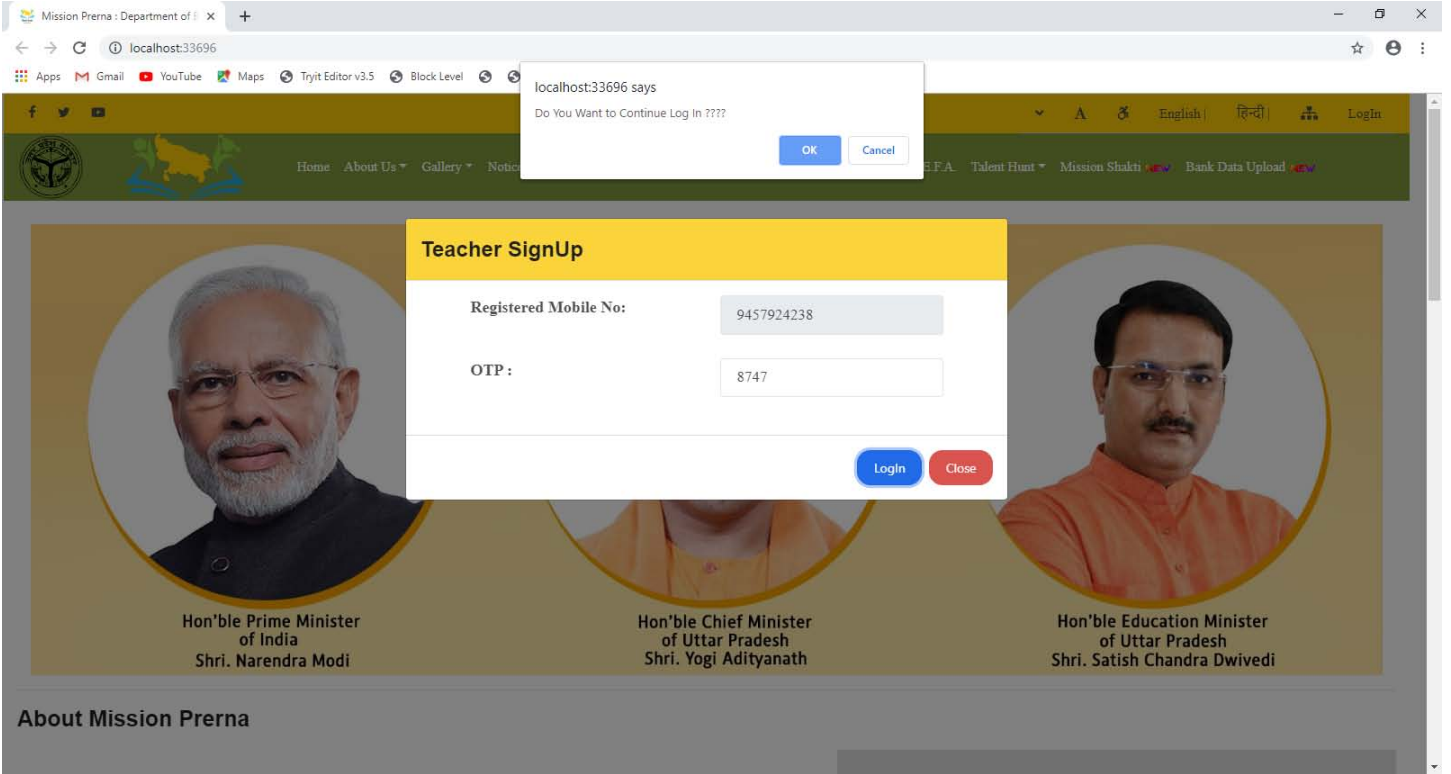 Mission Prerna : Department of
localhost:33696
Apps Gmail YouTube Maps Tryit Editor v3.5 Block Level
localhost:33696 says
Do You Want to Continue Log In ????
OK Cancel
A English | हिन्दी | LogIn
Home About Us Gallery Notic E.F.A. Talent Hunt Mission Shakti NEW Bank Data Upload NEW
Teacher SignUp
Registered Mobile No: 9457924238
OTP : 8747
LogIn Close
Hon'ble Prime Minister
of India
Shri. Narendra Modi
Hon'ble Chief Minister
of Uttar Pradesh
Shri. Yogi Adityanath
Hon'ble Education Minister
of Uttar Pradesh
Shri. Satish Chandra Dwivedi
About Mission Prerna